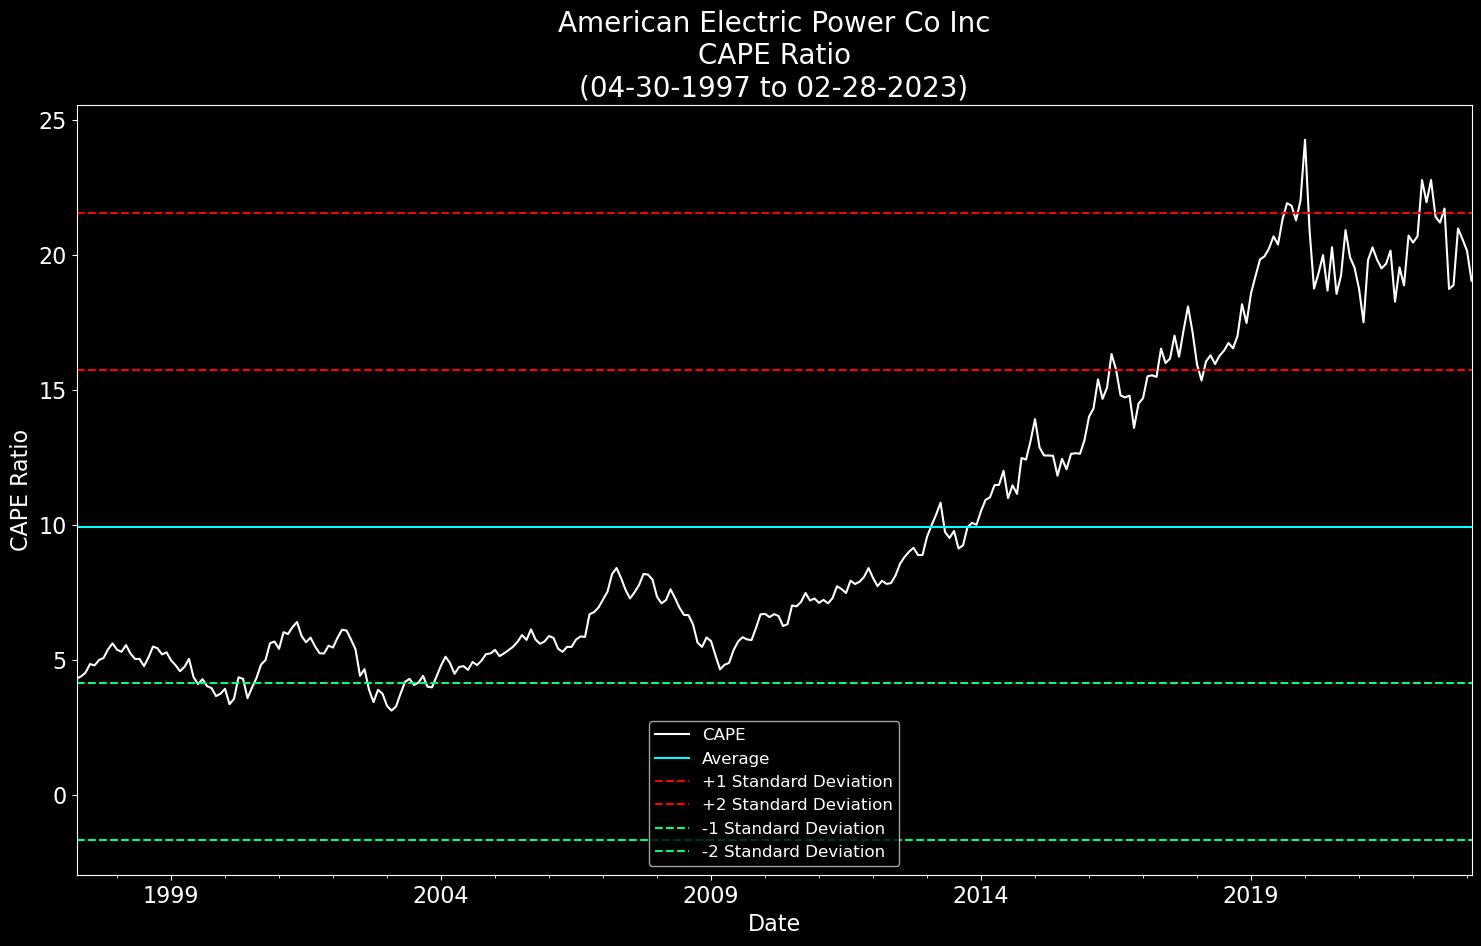 American Electric Power Co Inc
CAPE Ratio
(04-30-1997 to 02-28-2023)
25
20
15
10
5
0
CAPE Ratio
CAPE
Average
+1 Standard Deviation
+2 Standard Deviation
-1 Standard Deviation
-2 Standard Deviation
1999 2004 2009 2014 2019
Date